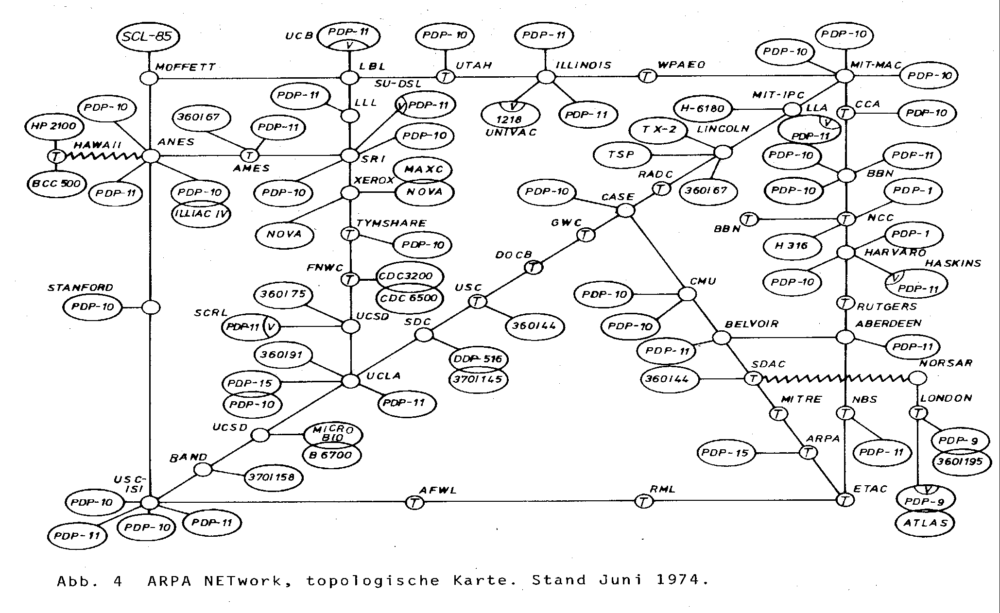 SCL-85
UCB
PDP-11
V
PDP-10
PDP-11
PDP-10
PDP-10
MOFFETT
LBL
T
UTAH
ILLINOIS
T
WPAEO
MIT-MAC
PDP-10
SU-DSL
PDP-11
LLL
V
PDP-11
V
1218
UNIVAC
PDP-11
MIT-IPC
H-6180
LLA
V
PDP-11
CCA
T
PDP-10
PDP-10
HP 2100
360/67
PDP-11
PDP-10
TX-2
LINCOLN
HAWAII
T
ANES
T
AMES
SRI
TSP
PDP-10
PDP-11
BBN
BCC 500
PDP-11
PDP-10
ILLIAC IV
PDP-10
XEROX
MAXC
NOVA
RADC
T
360/67
PDP-10
PDP-1
PDP-10
CASE
NOVA
TYMSHARE
T
PDP-10
GWC
T
BBN
T
T
NCC
H 316
PDP-1
HARVARO
HASKINS
V
PDP-11
PDP-10
FNWC
T
CDC3200
CDC 6500
DOCB
T
STANFORD
PDP-10
360/75
SCRL
PDP-11
V
UCSD
USC
T
360/44
SDC
CMU
PDP-10
PDP-10
T
RUTGERS
BELVOIR
ABERDEEN
PDP-11
PDP-11
360/91
PDP-15
PDP-10
UCLA
PDP-11
DDP-516
370/145
SDAC
360/44
T
NORSAR
MITRE
T
NBS
T
LONDON
T
UCSD
MICRO
BIO
B 6700
ARPA
PDP-15
T
PDP-11
PDP-9
360/195
BAND
370/158
USC-
ISI
PDP-10
PDP-11
PDP-10
PDP-11
AFWL
T
RML
T
ETAC
T
V
PDP-9
ATLAS
Abb. 4 ARPA NETwork, topologische Karte. Stand Juni 1974.